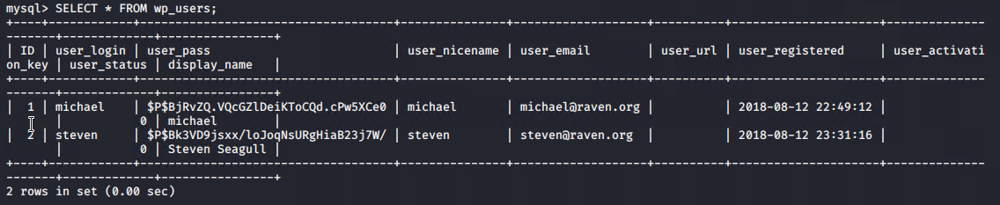 mysql> SELECT * FROM wp_users;
+----+------------+------------------------------------+---------------+-------------------+----------+---------------------+--------------
-------+-------------+----------------+
| ID | user_login | user_pass                          | user_nicename | user_email        | user_url | user_registered     | user_activati
on_key | user_status | display_name   |
+----+------------+------------------------------------+---------------+-------------------+----------+---------------------+--------------
-------+-------------+----------------+
|  1 | michael    | $P$BjRvZQ.VQcGZlDeiKToCQd.cPw5XCe0 | michael       | michael@raven.org |          | 2018-08-12 22:49:12 |
       |           0 | michael        |
|  2 | steven     | $P$Bk3VD9jsxx/loJoqNsURgHiaB23j7W/ | steven        | steven@raven.org  |          | 2018-08-12 23:31:16 |
       |           0 | Steven Seagull |
+----+------------+------------------------------------+---------------+-------------------+----------+---------------------+--------------
-------+-------------+----------------+
2 rows in set (0.00 sec)